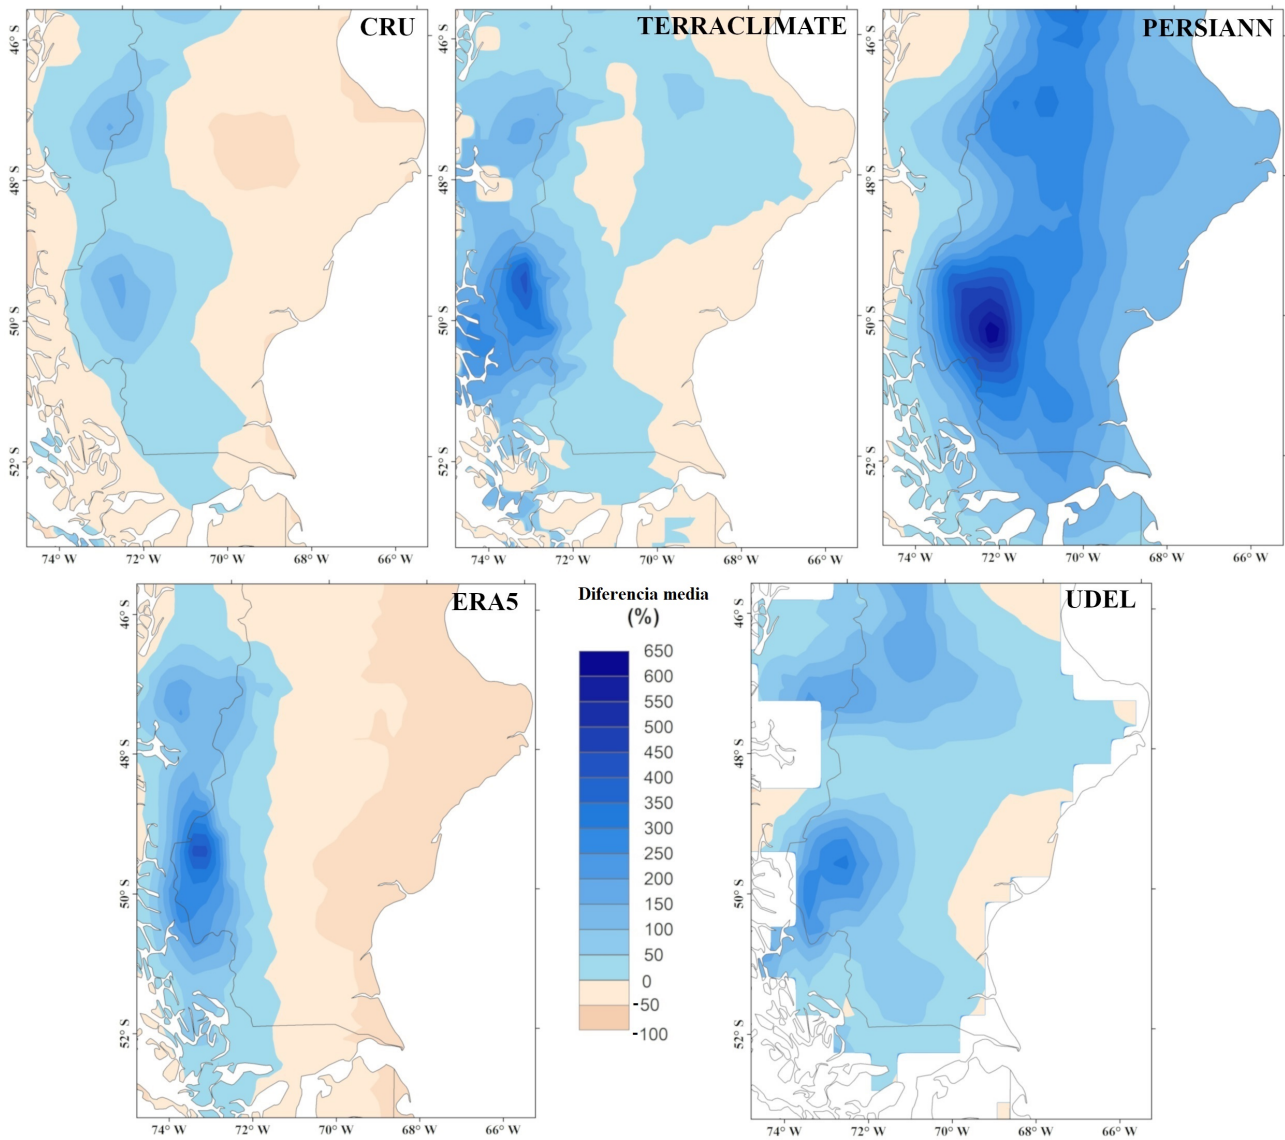 CRU
TERRACLIMATE
PERSIANN
46° S
48° S
50° S
52° S
46° S
48° S
50° S
52° S
46° S
48° S
50° S
52° S
74° W
72° W
70° W
68° W
66° W
74° W
72° W
70° W
68° W
66° W
74° W
72° W
70° W
68° W
66° W
ERA5
Diferencia media
(%)
UDEL
46° S
48° S
50° S
52° S
650
600
550
500
450
400
350
300
250
200
150
100
50
0
-50
-100
46° S
48° S
50° S
52° S
74° W
72° W
70° W
68° W
66° W
74° W
72° W
70° W
68° W
66° W